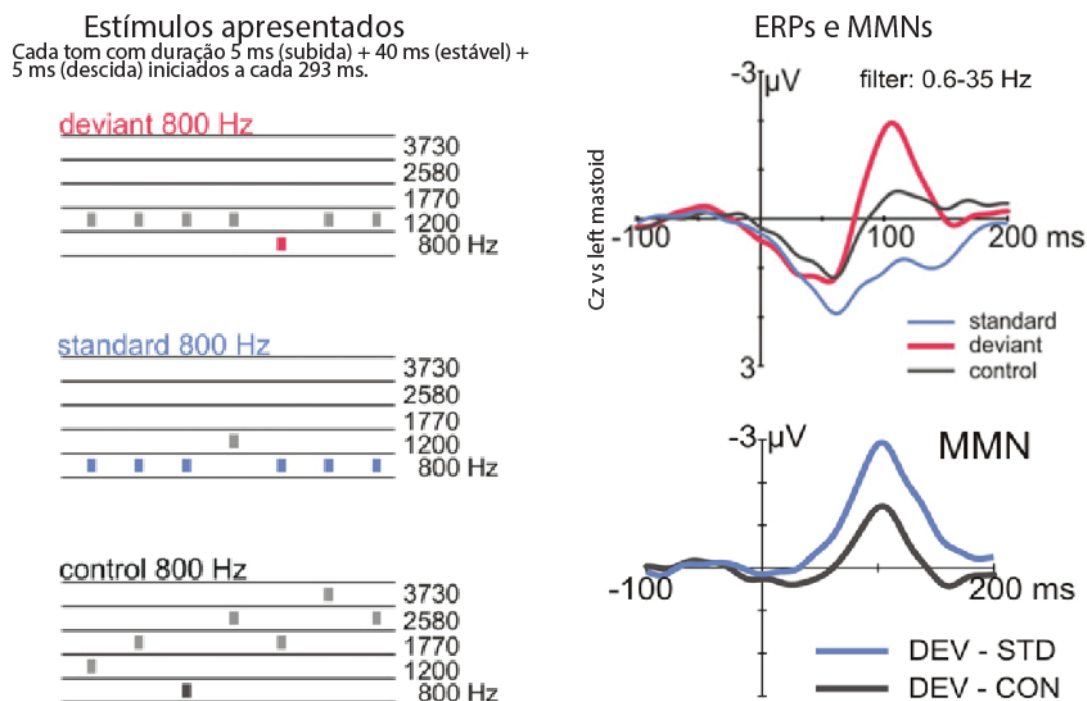 Estímulos apresentados
Cada tom com duração 5 ms (subida) + 40 ms (estável) +
5 ms (descida) iniciados a cada 293 ms.
deviant 800 Hz
3730
2580
1770
1200
800 Hz
standard 800 Hz
3730
2580
1770
1200
800 Hz
control 800 Hz
3730
2580
1770
1200
800 Hz
ERPs e MMNs
-3 µV
filter: 0.6-35 Hz
Cz vs left mastoid
-100
100
200 ms
3
standard
deviant
control
-3 µV
MMN
-100
200 ms
DEV - STD
DEV - CON